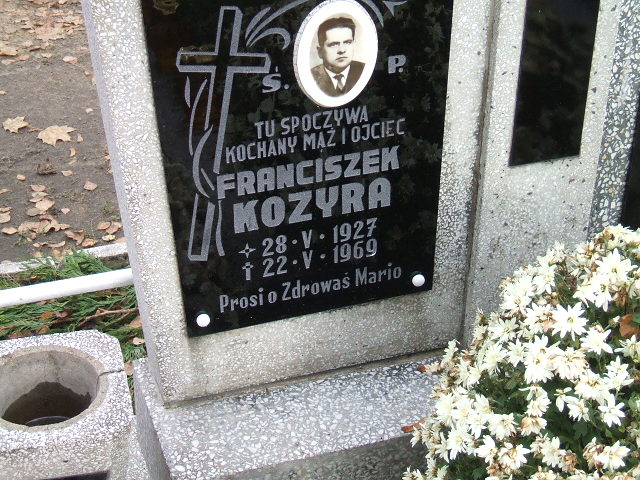 Ś. P.
TU SPOCZYWA
KOCHANY MĄŻ I OJCIEC
FRANCISZEK
KOZYRA
28·V·1927
† 22·V·1969
Prosi o Zdrowaś Mario